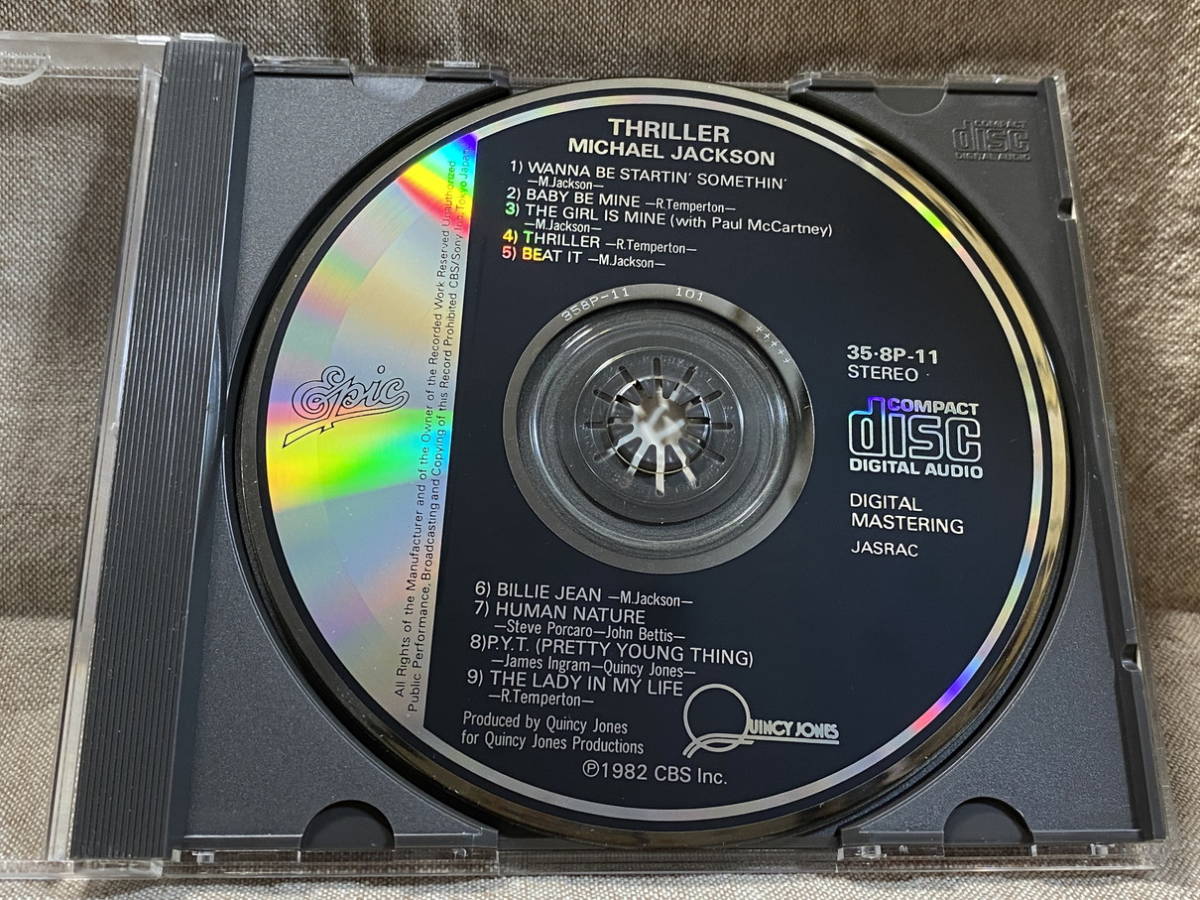 THRILLER
MICHAEL JACKSON
1) WANNA BE STARTIN' SOMETHIN'
—M.Jackson—
2) BABY BE MINE —R.Temperton—
3) THE GIRL IS MINE (with Paul McCartney)
—M.Jackson—
4) THRILLER —R.Temperton—
5) BEAT IT —M.Jackson—
358P-11 101 +++++
35·8P-11
STEREO
COMPACT
disc
DIGITAL AUDIO
DIGITAL
MASTERING
JASRAC
Epic
All Rights of the Manufacturer and of the Owner of the Recorded Work Reserved Unauthorized
Public Performance, Broadcasting and Copying of this Record Prohibited CBS/Sony Inc. Tokyo Japan
6) BILLIE JEAN —M.Jackson—
7) HUMAN NATURE
—Steve Porcaro—John Bettis—
8)P.Y.T. (PRETTY YOUNG THING)
—James Ingram—Quincy Jones—
9) THE LADY IN MY LIFE
—R.Temperton—
Produced by Quincy Jones
for Quincy Jones Productions
QUINCY JONES
Ⓟ1982 CBS Inc.
COMPACT
disc
DIGITAL AUDIO